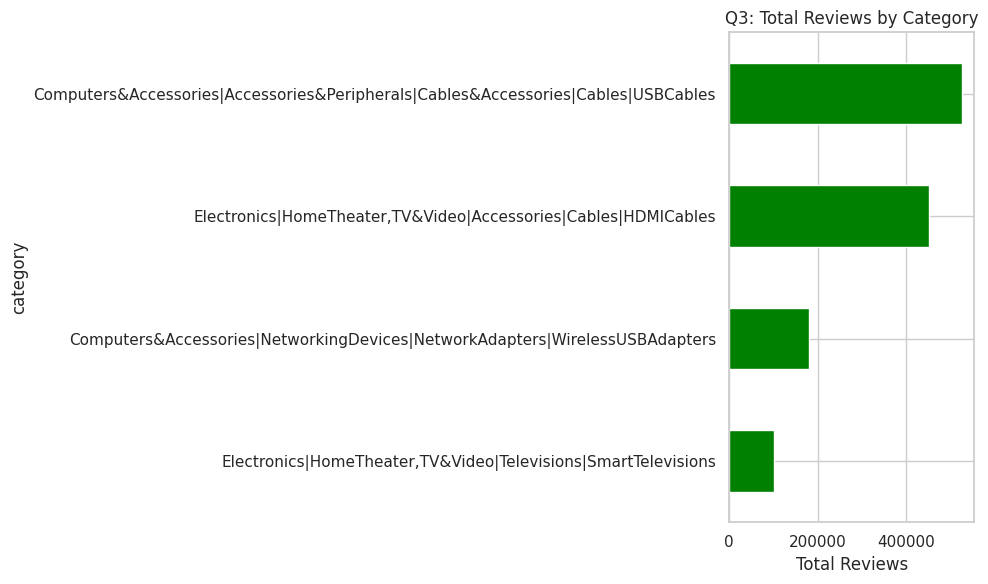 Q3: Total Reviews by Category
category
Computers&Accessories|Accessories&Peripherals|Cables&Accessories|Cables|USBCables
Electronics|HomeTheater,TV&Video|Accessories|Cables|HDMICables
Computers&Accessories|NetworkingDevices|NetworkAdapters|WirelessUSBAdapters
Electronics|HomeTheater,TV&Video|Televisions|SmartTelevisions
0 200000 400000
Total Reviews